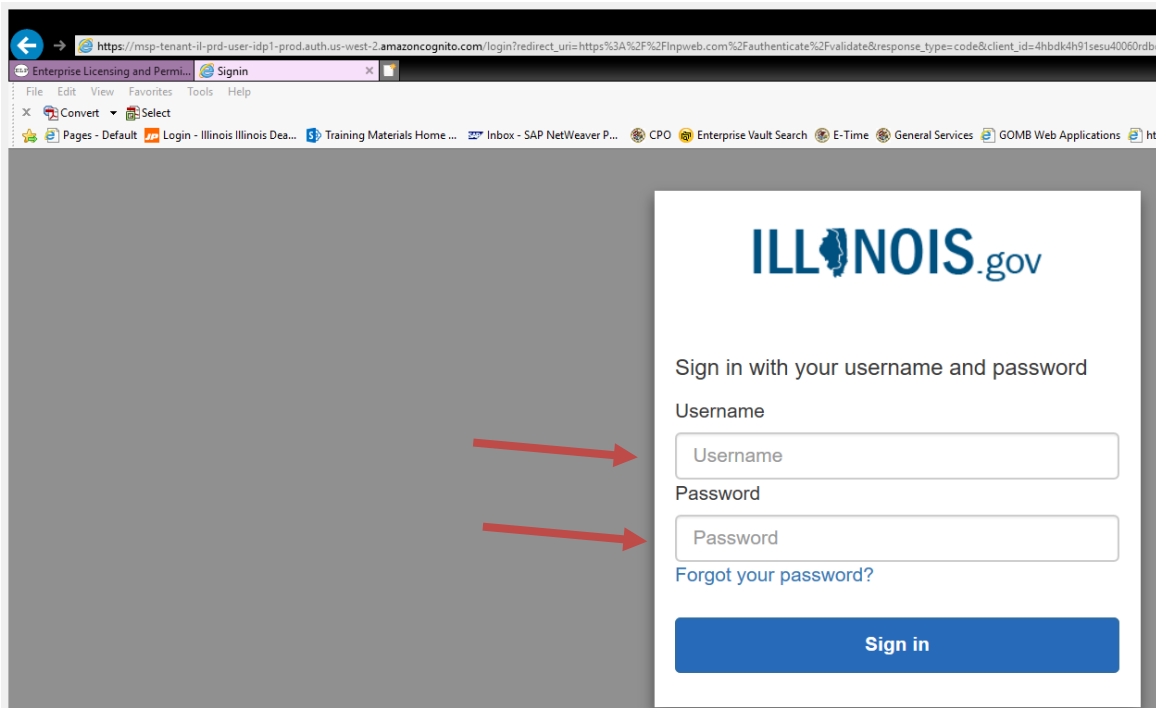 https://msp-tenant-il-prd-user-idp1-prod.auth.us-west-2.amazoncognito.com/login?redirect_uri=https%3A%2F%2Flnpweb.com%2Fauthenticate%2Fvalidate&response_type=code&client_id=4hbdk4h91sesu40060rdb
ELP Enterprise Licensing and Permi... Signin
File Edit View Favorites Tools Help
Convert Select
Pages - Default JP Login - Illinois Illinois Dea... Training Materials Home ... Inbox - SAP NetWeaver P... CPO Enterprise Vault Search E-Time General Services GOMB Web Applications ht
ILLINOIS.gov
Sign in with your username and password
Username
Username
Password
Password
Forgot your password?
Sign in